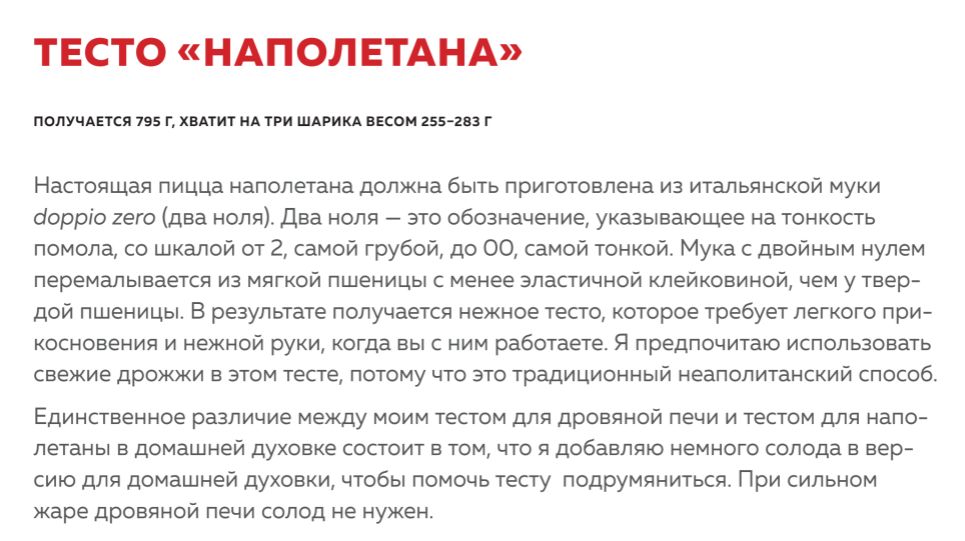 ТЕСТО «НАПОЛЕТАНА»
ПОЛУЧАЕТСЯ 795 Г, ХВАТИТ НА ТРИ ШАРИКА ВЕСОМ 255–283 Г
Настоящая пицца наполетана должна быть приготовлена из итальянской муки
doppio zero (два ноля). Два ноля — это обозначение, указывающее на тонкость
помола, со шкалой от 2, самой грубой, до 00, самой тонкой. Мука с двойным нулем
перемалывается из мягкой пшеницы с менее эластичной клейковиной, чем у твер-
дой пшеницы. В результате получается нежное тесто, которое требует легкого при-
косновения и нежной руки, когда вы с ним работаете. Я предпочитаю использовать
свежие дрожжи в этом тесте, потому что это традиционный неаполитанский способ.
Единственное различие между моим тестом для дровяной печи и тестом для напо-
летаны в домашней духовке состоит в том, что я добавляю немного солода в вер-
сию для домашней духовки, чтобы помочь тесту  подрумяниться. При сильном
жаре дровяной печи солод не нужен.